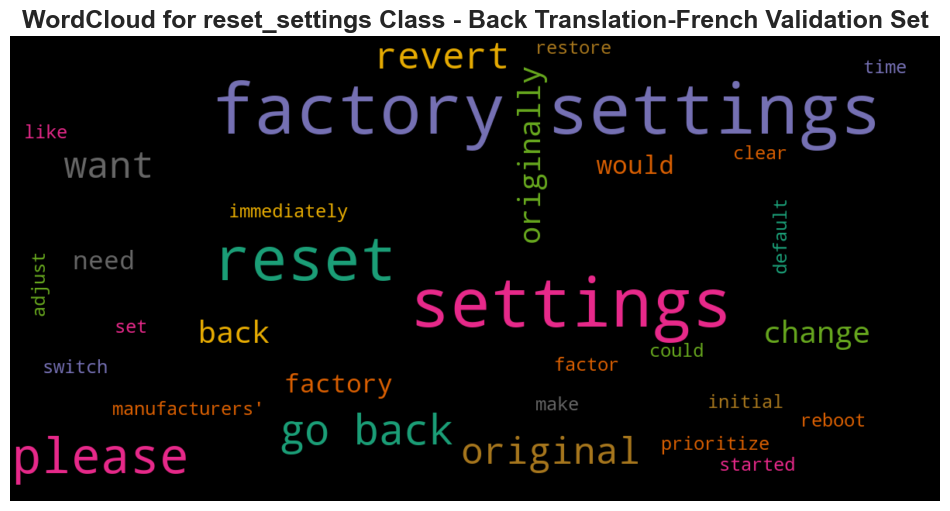 WordCloud for reset_settings Class - Back Translation-French Validation Set
revert
restore
time
factory settings
originally
like
want
would
clear
immediately
default
need
reset
adjust
settings
set
back
change
could
switch
factor
factory
manufacturers'
make
initial
go back
reboot
please
original
prioritize
started